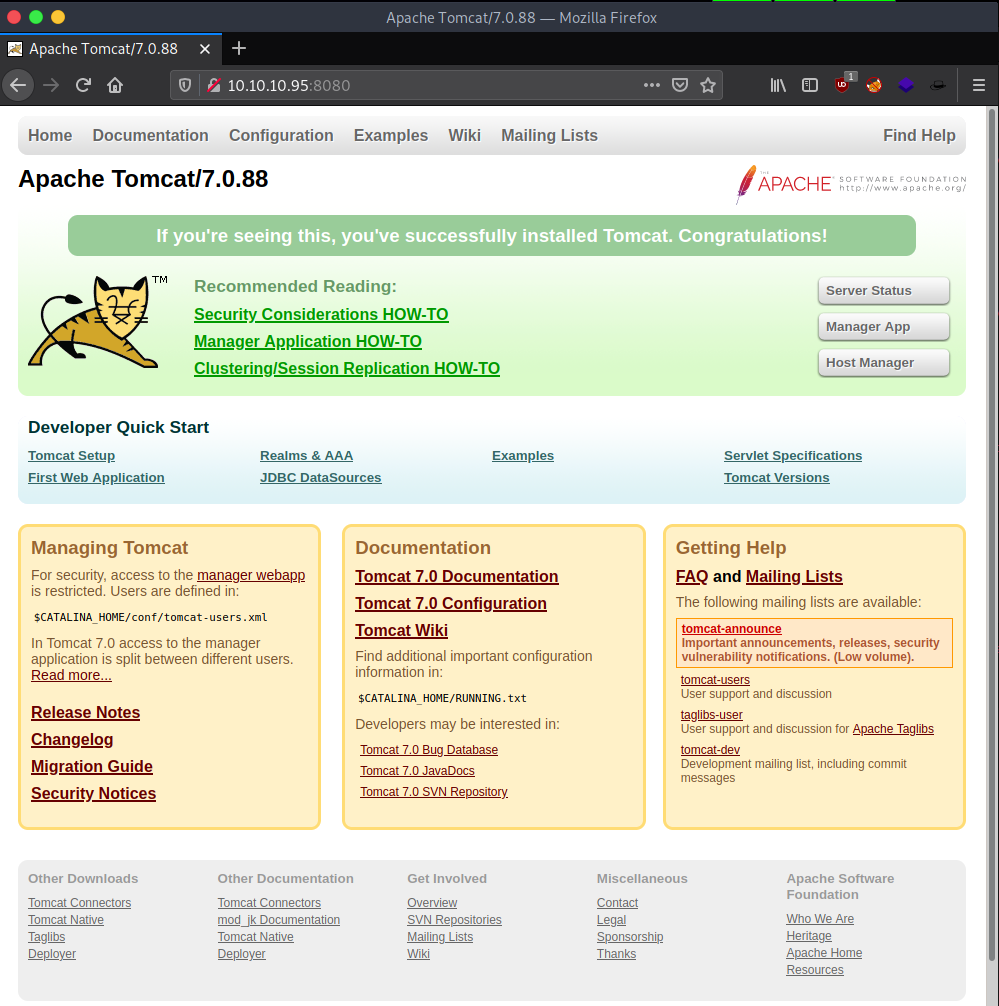 Apache Tomcat/7.0.88 — Mozilla Firefox
Apache Tomcat/7.0.88
10.10.10.95:8080
1
Home Documentation Configuration Examples Wiki Mailing Lists Find Help
Apache Tomcat/7.0.88
THE
APACHE SOFTWARE FOUNDATION
http://www.apache.org/
If you're seeing this, you've successfully installed Tomcat. Congratulations!
TM
Recommended Reading:
Security Considerations HOW-TO
Manager Application HOW-TO
Clustering/Session Replication HOW-TO
Server Status
Manager App
Host Manager
Developer Quick Start
Tomcat Setup
First Web Application
Realms & AAA
JDBC DataSources
Examples
Servlet Specifications
Tomcat Versions
Managing Tomcat
For security, access to the manager webapp
is restricted. Users are defined in:
$CATALINA_HOME/conf/tomcat-users.xml
In Tomcat 7.0 access to the manager
application is split between different users.
Read more...
Release Notes
Changelog
Migration Guide
Security Notices
Documentation
Tomcat 7.0 Documentation
Tomcat 7.0 Configuration
Tomcat Wiki
Find additional important configuration
information in:
$CATALINA_HOME/RUNNING.txt
Developers may be interested in:
Tomcat 7.0 Bug Database
Tomcat 7.0 JavaDocs
Tomcat 7.0 SVN Repository
Getting Help
FAQ and Mailing Lists
The following mailing lists are available:
tomcat-announce
Important announcements, releases, security
vulnerability notifications. (Low volume).
tomcat-users
User support and discussion
taglibs-user
User support and discussion for Apache Taglibs
tomcat-dev
Development mailing list, including commit
messages
Other Downloads
Tomcat Connectors
Tomcat Native
Taglibs
Deployer
Other Documentation
Tomcat Connectors
mod_jk Documentation
Tomcat Native
Deployer
Get Involved
Overview
SVN Repositories
Mailing Lists
Wiki
Miscellaneous
Contact
Legal
Sponsorship
Thanks
Apache Software
Foundation
Who We Are
Heritage
Apache Home
Resources